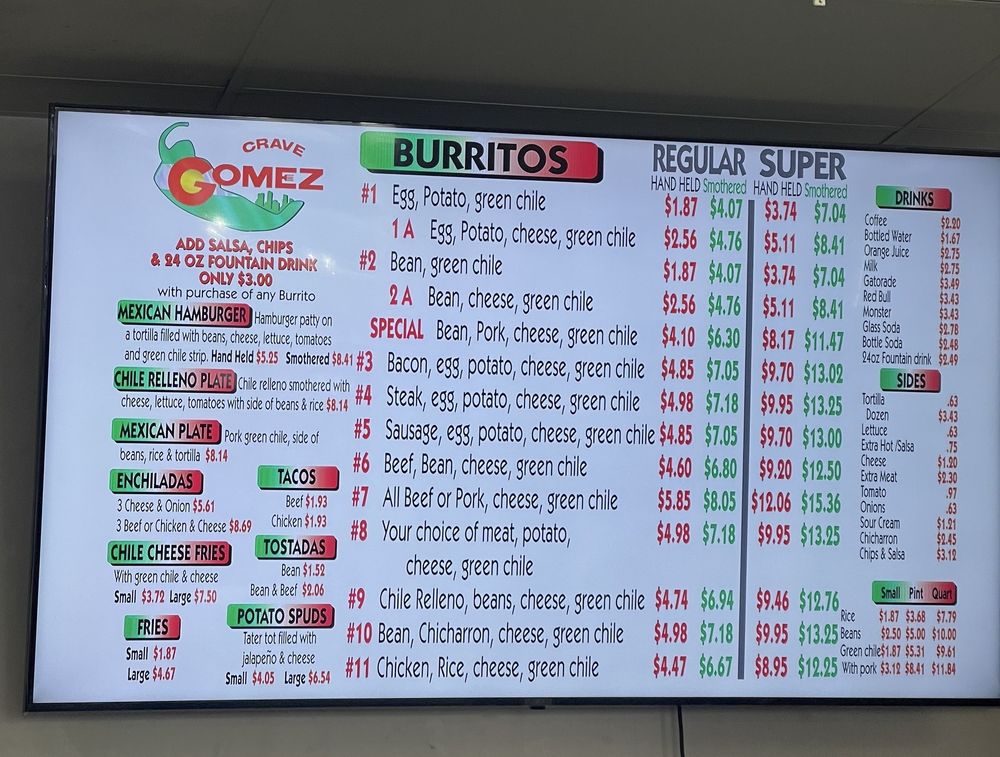 CRAVE
GOMEZ
ADD SALSA, CHIPS
& 24 OZ FOUNTAIN DRINK
ONLY $3.00
with purchase of any Burrito
MEXICAN HAMBURGER Hamburger patty on
a tortilla filled with beans, cheese, lettuce, tomatoes
and green chile strip. Hand Held $5.25 Smothered $8.41
CHILE RELLENO PLATE Chile relleno smothered with
cheese, lettuce, tomatoes with side of beans & rice $8.14
MEXICAN PLATE Pork green chile, side of
beans, rice & tortilla $8.14
ENCHILADAS
3 Cheese & Onion $5.61
3 Beef or Chicken & Cheese $8.69
CHILE CHEESE FRIES
With green chile & cheese
Small $3.72 Large $7.50
FRIES
Small $1.87
Large $4.67
TACOS
Beef $1.93
Chicken $1.93
TOSTADAS
Bean $1.52
Bean & Beef $2.06
POTATO SPUDS
Tater tot filled with
jalapeño & cheese
Small $4.05 Large $6.54
BURRITOS REGULAR SUPER
HAND HELD Smothered HAND HELD Smothered
#1 Egg, Potato, green chile $1.87 $4.07 $3.74 $7.04
1 A Egg, Potato, cheese, green chile $2.56 $4.76 $5.11 $8.41
#2 Bean, green chile $1.87 $4.07 $3.74 $7.04
2 A Bean, cheese, green chile $2.56 $4.76 $5.11 $8.41
SPECIAL Bean, Pork, cheese, green chile $4.10 $6.30 $8.17 $11.47
#3 Bacon, egg, potato, cheese, green chile $4.85 $7.05 $9.70 $13.02
#4 Steak, egg, potato, cheese, green chile $4.98 $7.18 $9.95 $13.25
#5 Sausage, egg, potato, cheese, green chile $4.85 $7.05 $9.70 $13.00
#6 Beef, Bean, cheese, green chile $4.60 $6.80 $9.20 $12.50
#7 All Beef or Pork, cheese, green chile $5.85 $8.05 $12.06 $15.36
#8 Your choice of meat, potato, $4.98 $7.18 $9.95 $13.25
cheese, green chile
#9 Chile Relleno, beans, cheese, green chile $4.74 $6.94 $9.46 $12.76
#10 Bean, Chicharron, cheese, green chile $4.98 $7.18 $9.95 $13.25
#11 Chicken, Rice, cheese, green chile $4.47 $6.67 $8.95 $12.25
DRINKS
Coffee $2.20
Bottled Water $1.67
Orange Juice $2.75
Milk $2.75
Gatorade $3.49
Red Bull $3.43
Monster $3.43
Glass Soda $2.78
Bottle Soda $2.48
24oz Fountain drink $2.49
SIDES
Tortilla .63
Dozen $3.43
Lettuce .63
Extra Hot /Salsa .75
Cheese $1.20
Extra Meat $2.30
Tomato .97
Onions .63
Sour Cream $1.21
Chicharron $2.45
Chips & Salsa $3.12
Small Pint Quart
Rice $1.87 $3.68 $7.79
Beans $2.50 $5.00 $10.00
Green chile $1.87 $5.31 $9.61
With pork $3.12 $8.41 $11.84